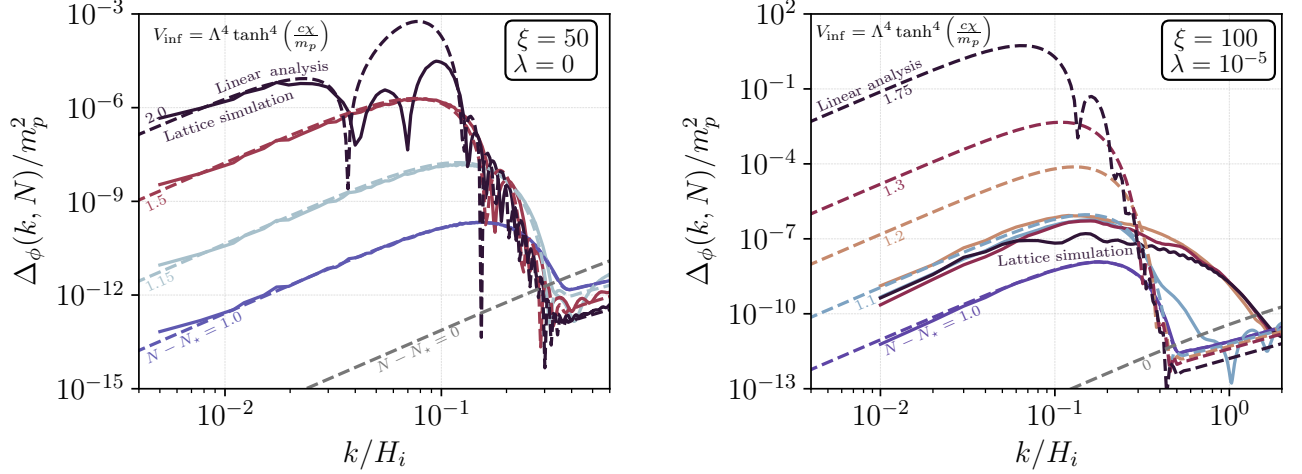 V_inf = Λ^4 tanh^4 (cχ/m_p)
ξ = 50
λ = 0
Linear analysis
Lattice simulation
2.0
1.5
1.15
N − N_⋆ = 1.0
N − N_⋆ = 0
10^−3
10^−6
10^−9
10^−12
10^−15
Δ_ϕ(k, N)/m_p^2
10^−2
10^−1
k/H_i
V_inf = Λ^4 tanh^4 (cχ/m_p)
ξ = 100
λ = 10^−5
Linear analysis
1.75
1.3
1.2
Lattice simulation
1.1
N − N_⋆ = 1.0
0
10^2
10^−1
10^−4
10^−7
10^−10
10^−13
Δ_ϕ(k, N)/m_p^2
10^−2
10^−1
10^0
k/H_i